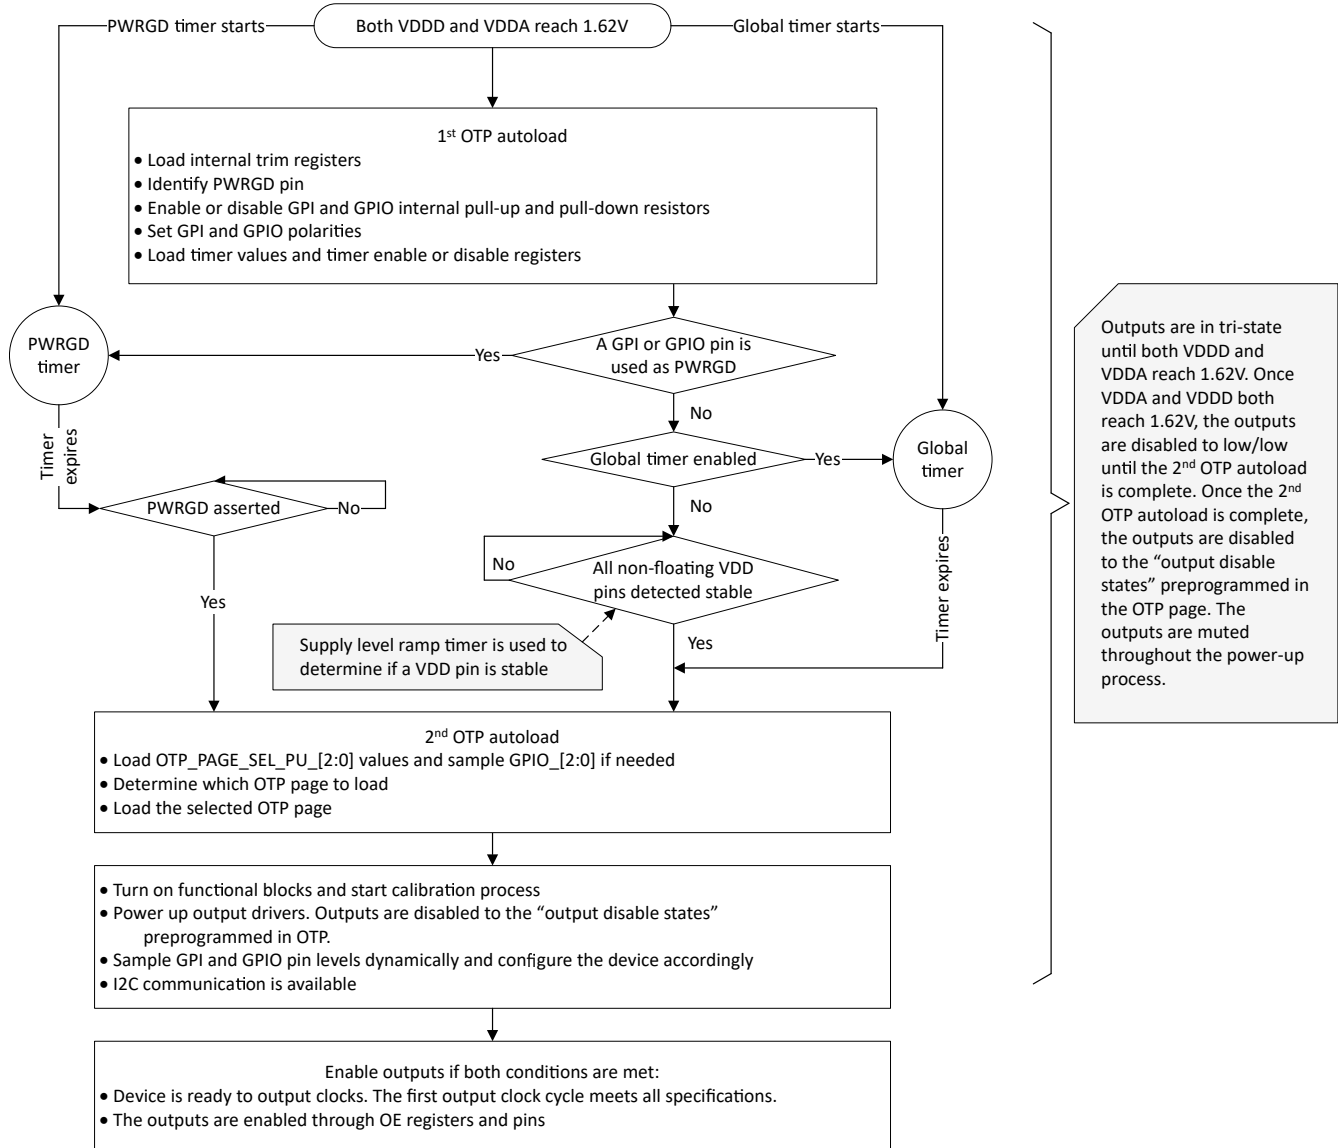 PWRGD timer starts
Both VDDD and VDDA reach 1.62V
Global timer starts
1st OTP autoload
• Load internal trim registers
• Identify PWRGD pin
• Enable or disable GPI and GPIO internal pull-up and pull-down resistors
• Set GPI and GPIO polarities
• Load timer values and timer enable or disable registers
PWRGD
timer
Yes
A GPI or GPIO pin is
used as PWRGD
No
Timer
expires
Global timer enabled
Yes
Global
timer
PWRGD asserted
No
No
No
All non-floating VDD
pins detected stable
Timer expires
Yes
Supply level ramp timer is used to
determine if a VDD pin is stable
Yes
2nd OTP autoload
• Load OTP_PAGE_SEL_PU_[2:0] values and sample GPIO_[2:0] if needed
• Determine which OTP page to load
• Load the selected OTP page
• Turn on functional blocks and start calibration process
• Power up output drivers. Outputs are disabled to the “output disable states”
preprogrammed in OTP.
• Sample GPI and GPIO pin levels dynamically and configure the device accordingly
• I2C communication is available
Enable outputs if both conditions are met:
• Device is ready to output clocks. The first output clock cycle meets all specifications.
• The outputs are enabled through OE registers and pins
Outputs are in tri-state
until both VDDD and
VDDA reach 1.62V. Once
VDDA and VDDD both
reach 1.62V, the outputs
are disabled to low/low
until the 2nd OTP autoload
is complete. Once the 2nd
OTP autoload is complete,
the outputs are disabled
to the “output disable
states” preprogrammed in
the OTP page. The
outputs are muted
throughout the power-up
process.